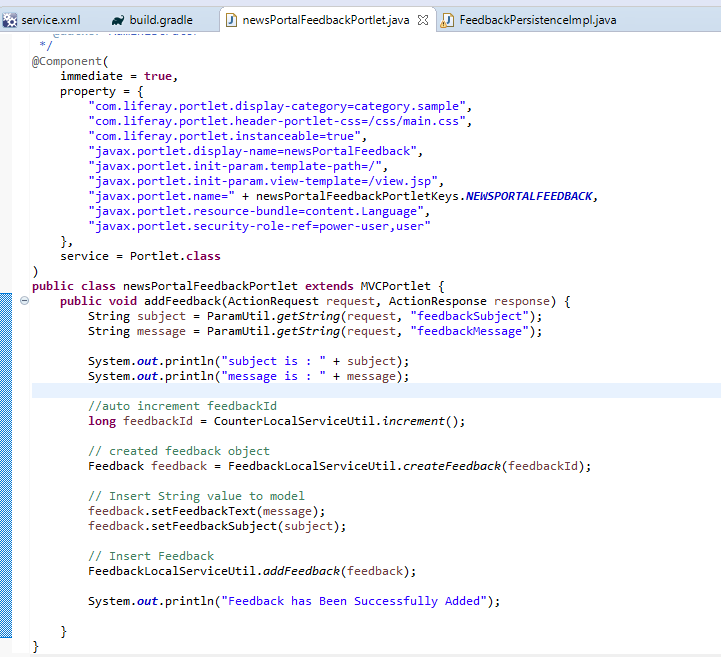 service.xml build.gradle newsPortalFeedbackPortlet.java FeedbackPersistenceImpl.java
*/
@Component(
immediate = true,
property = {
"com.liferay.portlet.display-category=category.sample",
"com.liferay.portlet.header-portlet-css=/css/main.css",
"com.liferay.portlet.instanceable=true",
"javax.portlet.display-name=newsPortalFeedback",
"javax.portlet.init-param.template-path=/",
"javax.portlet.init-param.view-template=/view.jsp",
"javax.portlet.name=" + newsPortalFeedbackPortletKeys.NEWSPORTALFEEDBACK,
"javax.portlet.resource-bundle=content.Language",
"javax.portlet.security-role-ref=power-user,user"
},
service = Portlet.class
)
public class newsPortalFeedbackPortlet extends MVCPortlet {
public void addFeedback(ActionRequest request, ActionResponse response) {
String subject = ParamUtil.getString(request, "feedbackSubject");
String message = ParamUtil.getString(request, "feedbackMessage");
System.out.println("subject is : " + subject);
System.out.println("message is : " + message);
//auto increment feedbackId
long feedbackId = CounterLocalServiceUtil.increment();
// created feedback object
Feedback feedback = FeedbackLocalServiceUtil.createFeedback(feedbackId);
// Insert String value to model
feedback.setFeedbackText(message);
feedback.setFeedbackSubject(subject);
// Insert Feedback
FeedbackLocalServiceUtil.addFeedback(feedback);
System.out.println("Feedback has Been Successfully Added");
}
}